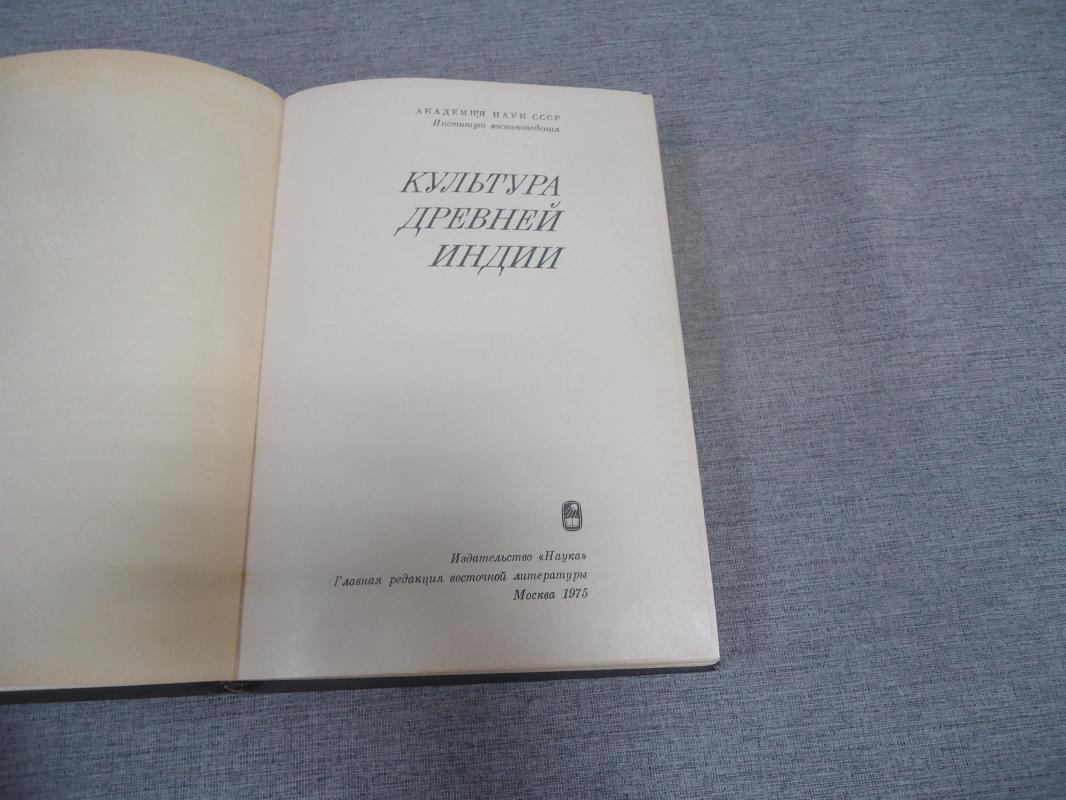 АКАДЕМИЯ НАУК СССР
Институт востоковедения
КУЛЬТУРА
ДРЕВНЕЙ
ИНДИИ
Издательство «Наука»
Главная редакция восточной литературы
Москва 1975